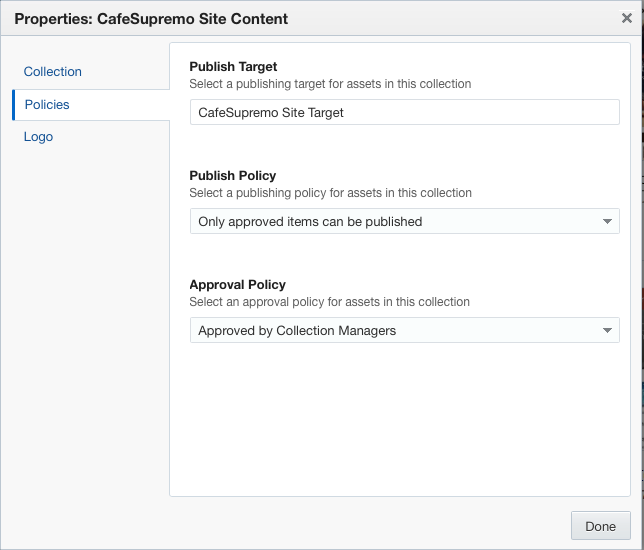 Properties: CafeSupremo Site Content
Collection
Policies
Logo
Publish Target
Select a publishing target for assets in this collection
CafeSupremo Site Target
Publish Policy
Select a publishing policy for assets in this collection
Only approved items can be published
Approval Policy
Select an approval policy for assets in this collection
Approved by Collection Managers
Done